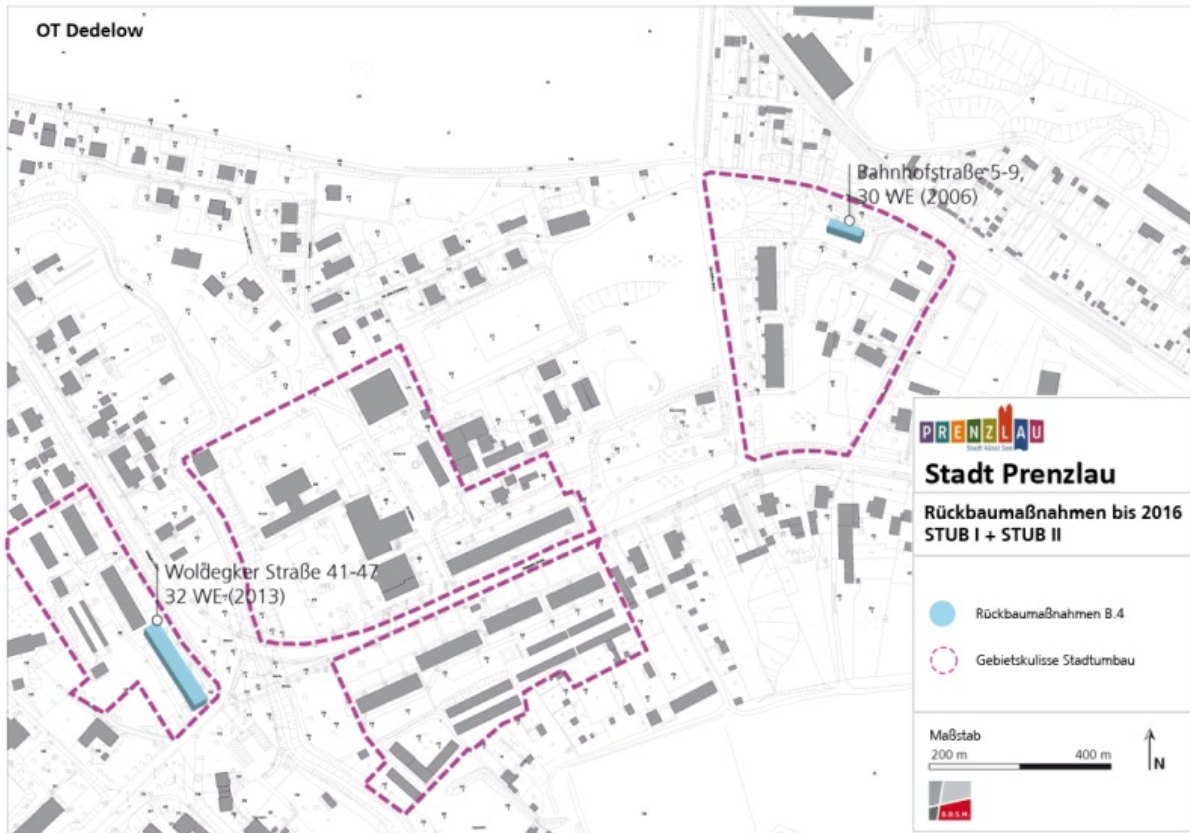 OT Dedelow
Bahnhofstraße 5-9,
30 WE (2006)
Woldegker Straße 41-47
32 WE (2013)
PRENZLAU
Stadt Prenzlau
Rückbaumaßnahmen bis 2016
STUB I + STUB II
Rückbaumaßnahmen B.4
Gebietskulisse Stadtumbau
Maßstab
200 m
400 m
N
B.B.S.M.